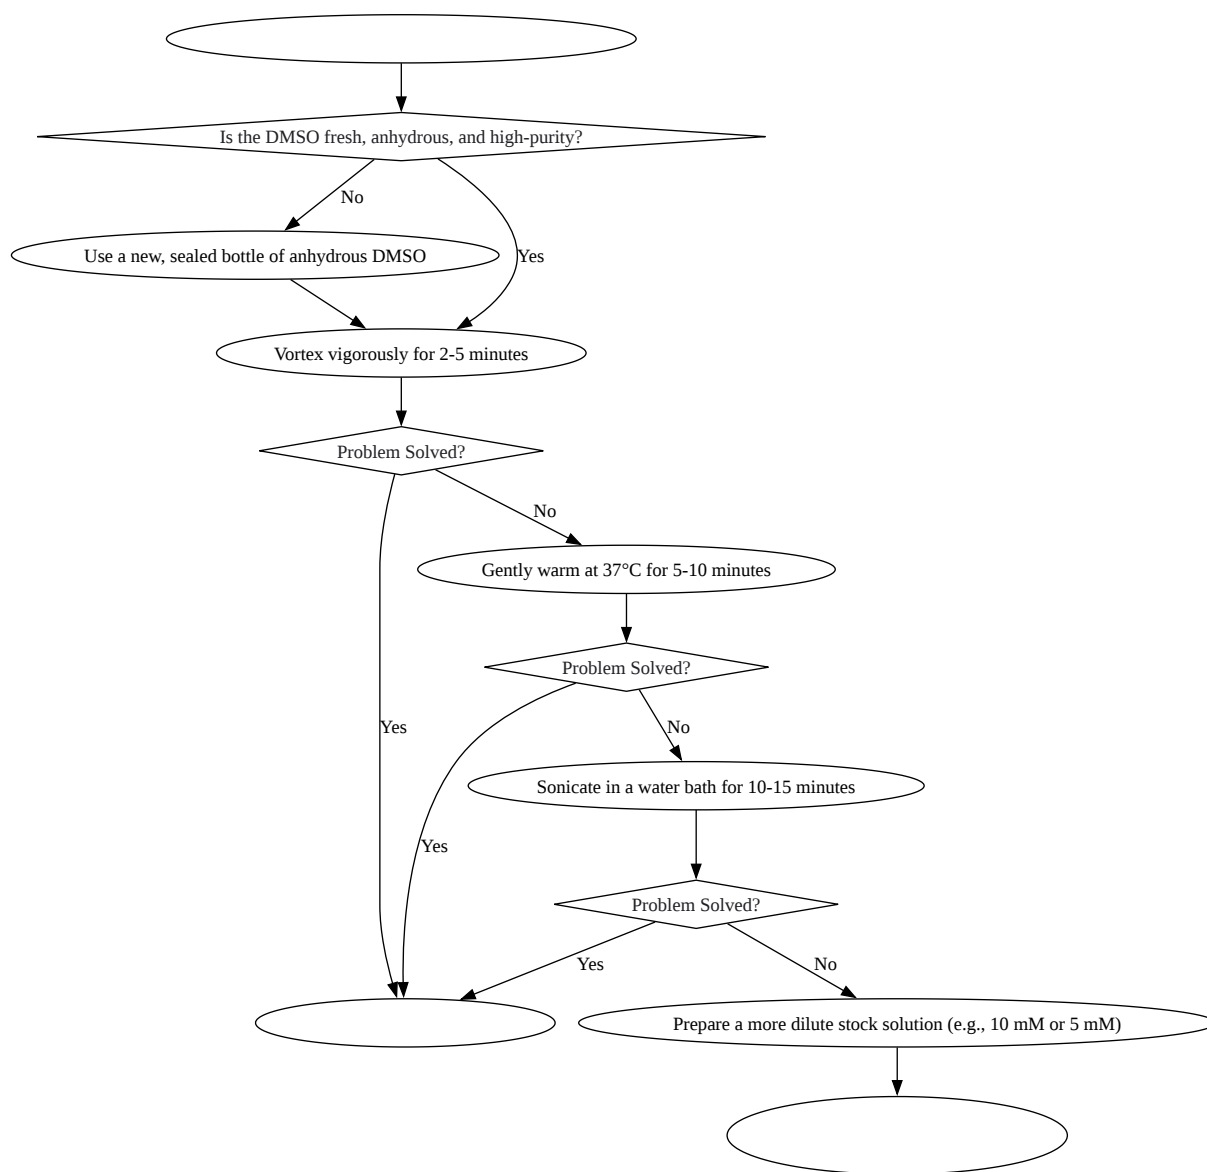 Is the DMSO fresh, anhydrous, and high-purity?
No
Use a new, sealed bottle of anhydrous DMSO
Yes
Vortex vigorously for 2-5 minutes
Problem Solved?
No
Gently warm at 37°C for 5-10 minutes
Problem Solved?
Yes
No
Sonicate in a water bath for 10-15 minutes
Yes
Problem Solved?
Yes
No
Prepare a more dilute stock solution (e.g., 10 mM or 5 mM)